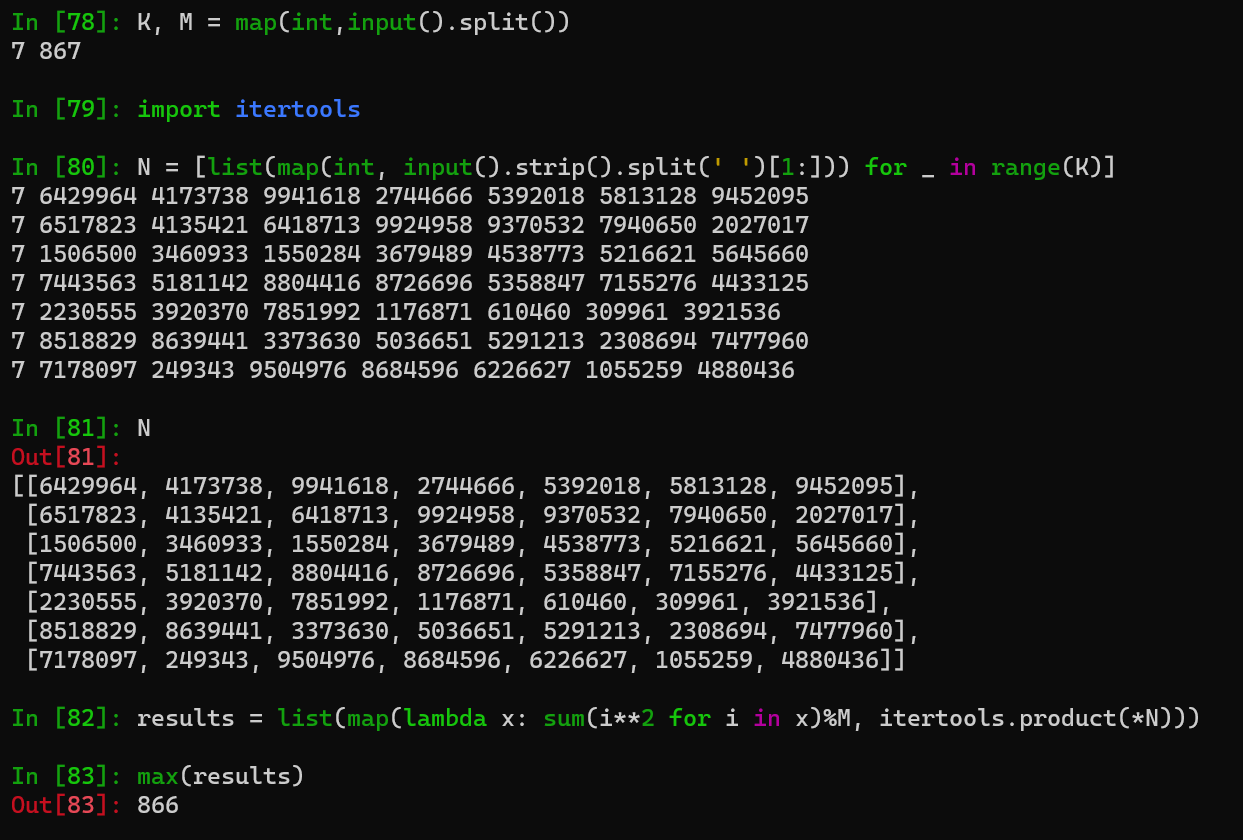 In [78]: K, M = map(int,input().split())
7 867
In [79]: import itertools
In [80]: N = [list(map(int, input().strip().split(' ')[1:])) for _ in range(K)]
7 6429964 4173738 9941618 2744666 5392018 5813128 9452095
7 6517823 4135421 6418713 9924958 9370532 7940650 2027017
7 1506500 3460933 1550284 3679489 4538773 5216621 5645660
7 7443563 5181142 8804416 8726696 5358847 7155276 4433125
7 2230555 3920370 7851992 1176871 610460 309961 3921536
7 8518829 8639441 3373630 5036651 5291213 2308694 7477960
7 7178097 249343 9504976 8684596 6226627 1055259 4880436
In [81]: N
Out[81]:
[[6429964, 4173738, 9941618, 2744666, 5392018, 5813128, 9452095],
 [6517823, 4135421, 6418713, 9924958, 9370532, 7940650, 2027017],
 [1506500, 3460933, 1550284, 3679489, 4538773, 5216621, 5645660],
 [7443563, 5181142, 8804416, 8726696, 5358847, 7155276, 4433125],
 [2230555, 3920370, 7851992, 1176871, 610460, 309961, 3921536],
 [8518829, 8639441, 3373630, 5036651, 5291213, 2308694, 7477960],
 [7178097, 249343, 9504976, 8684596, 6226627, 1055259, 4880436]]
In [82]: results = list(map(lambda x: sum(i**2 for i in x)%M, itertools.product(*N)))
In [83]: max(results)
Out[83]: 866